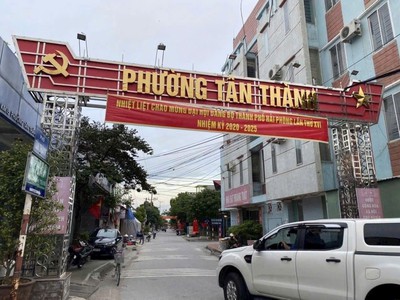 PHƯỜNG TÂN THÀNH
NHIỆT LIỆT CHÀO MỪNG ĐẠI HỘI ĐẢNG BỘ THÀNH PHỐ HẢI PHÒNG LẦN THỨ XVI
NHIỆM KỲ 2020 - 2025